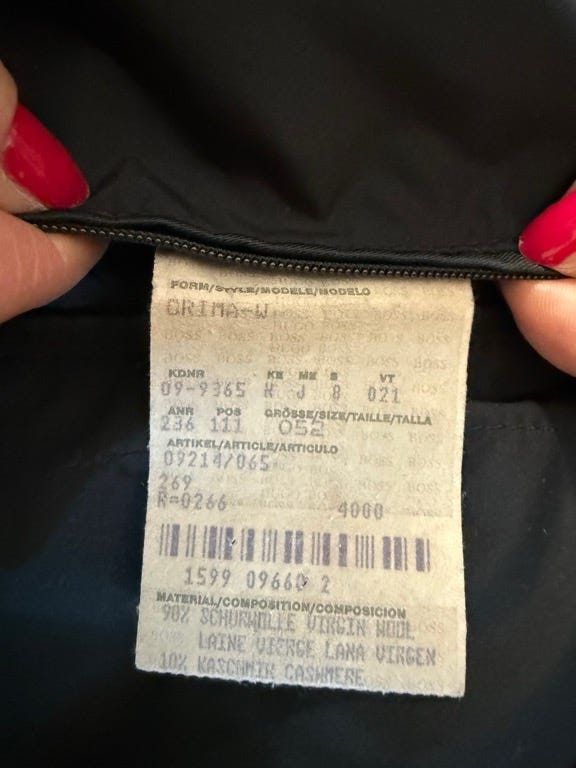 FORM/STYLE/MODELE/MODELO
GRIMA-W
KDNR KE ME S VT
09-9365 N J 8 021
ANR POS GRÖSSE/SIZE/TAILLE/TALLA
236 111 052
ARTIKEL/ARTICLE/ARTICULO
09214/065
269
R=0266 4000
1599 09660 2
MATERIAL/COMPOSITION/COMPOSICION
90% SCHURWOLLE VIRGIN WOOL
LAINE VIERGE LANA VIRGEN
10% KASCHMIR CASHMERE